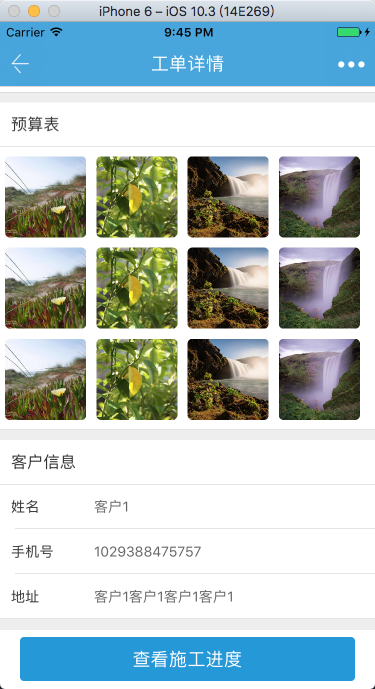 iPhone 6 – iOS 10.3 (14E269)
Carrier 9:45 PM
工单详情
预算表
客户信息
姓名 客户1
手机号 1029388475757
地址 客户1客户1客户1客户1
查看施工进度